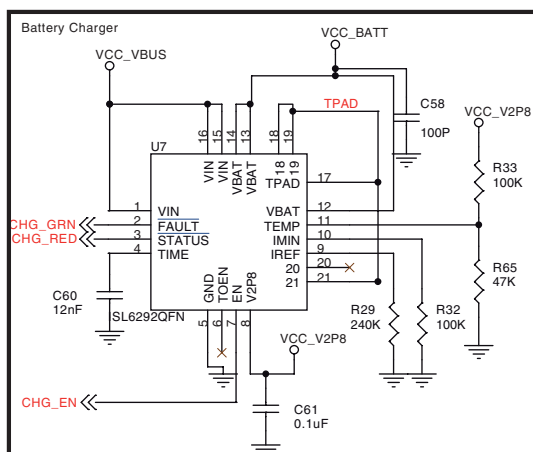 Battery Charger
VCC_VBUS
VCC_BATT
TPAD
C58
100P
VCC_V2P8
16
15
14
13
18
19
U7
VIN
VIN
VBAT
VBAT
18
19
TPAD
17
R33
100K
1
VIN
VBAT
12
CHG_GRN
2
FAULT
TEMP
11
CHG_RED
3
STATUS
IMIN
10
4
TIME
IREF
9
20
20
21
21
C60
12nF
ISL6292QFN
GND
TOEN
EN
V2P8
5
6
7
8
R29
240K
R32
100K
R65
47K
VCC_V2P8
CHG_EN
C61
0.1uF